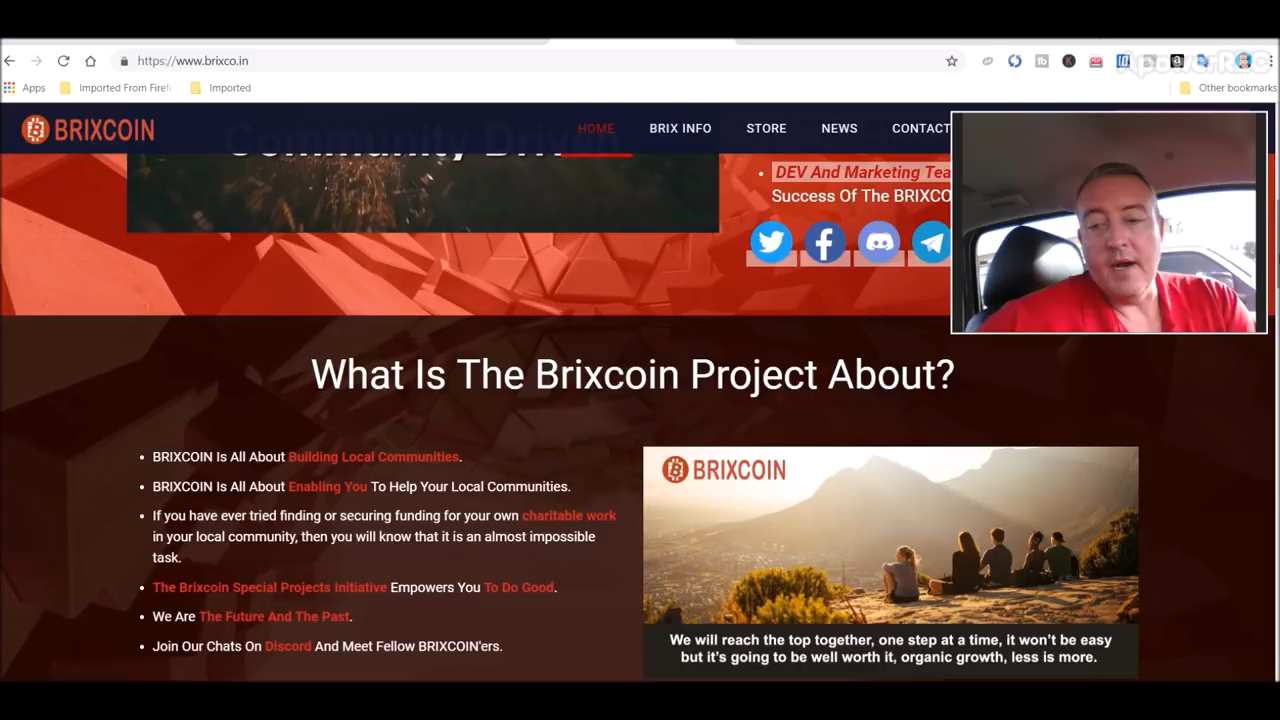 ApowerREC
https://www.brixco.in
Apps
Imported From Firef
Imported
Other bookmarks
BRIXCOIN
HOME
BRIX INFO
STORE
NEWS
CONTACT
Community Driven
DEV And Marketing Tea
Success Of The BRIXCO
What Is The Brixcoin Project About?
BRIXCOIN Is All About Building Local Communities.
BRIXCOIN Is All About Enabling You To Help Your Local Communities.
If you have ever tried finding or securing funding for your own charitable work
in your local community, then you will know that it is an almost impossible
task.
The Brixcoin Special Projects Initiative Empowers You To Do Good.
We Are The Future And The Past.
Join Our Chats On Discord And Meet Fellow BRIXCOIN'ers.
BRIXCOIN
We will reach the top together, one step at a time, it won't be easy
but it's going to be well worth it, organic growth, less is more.